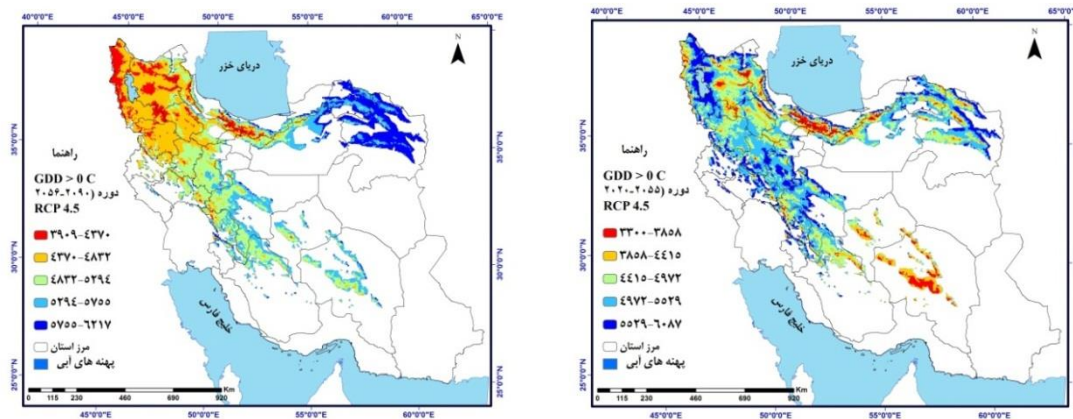 40°0'0"E 45°0'0"E 50°0'0"E 55°0'0"E 60°0'0"E 65°0'0"E
N
دریای خزر
35°0'0"N
30°0'0"N
25°0'0"N
راهنما
GDD > 0 C
دوره (۲۰۵۶-۲۰۹۰
RCP 4.5
۳۹۰۹-۴۳۷۰
۴۳۷۰-۴۸۳۲
۴۸۳۲-۵۲۹۴
۵۲۹۴-۵۷۵۵
۵۷۵۵-۶۲۱۷
مرز استان
پهنه های آبی
خلیج فارس
0 115 230 460 690 920 Km
45°0'0"E 50°0'0"E 55°0'0"E 60°0'0"E
40°0'0"E 45°0'0"E 50°0'0"E 55°0'0"E 60°0'0"E 65°0'0"E
N
دریای خزر
35°0'0"N
30°0'0"N
25°0'0"N
راهنما
GDD > 0 C
دوره (۲۰۲۰-۲۰۵۵
RCP 4.5
۳۳۰۰-۳۸۵۸
۳۸۵۸-۴۴۱۵
۴۴۱۵-۴۹۷۲
۴۹۷۲-۵۵۲۹
۵۵۲۹-۶۰۸۷
مرز استان
پهنه های آبی
خلیج فارس
0 115 230 460 690 920 Km
45°0'0"E 50°0'0"E 55°0'0"E 60°0'0"E